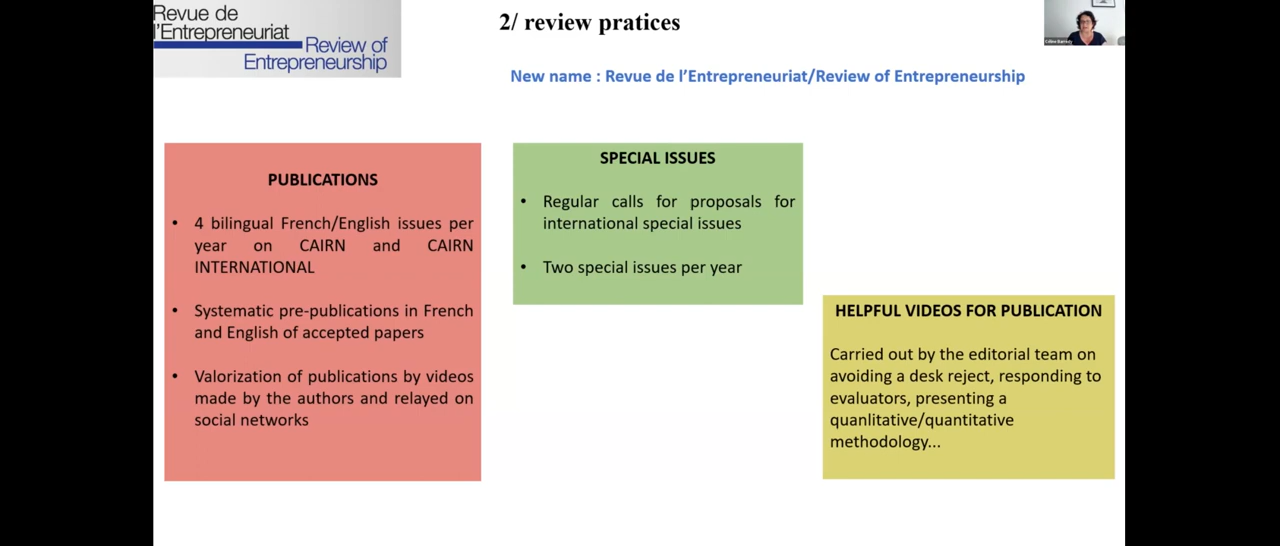 Revue de
l'Entrepreneuriat
Review of
Entrepreneurship
2/ review pratices
New name : Revue de l'Entrepreneuriat/Review of Entrepreneurship
PUBLICATIONS
• 4 bilingual French/English issues per
year on CAIRN and CAIRN
INTERNATIONAL
• Systematic pre-publications in French
and English of accepted papers
• Valorization of publications by videos
made by the authors and relayed on
social networks
SPECIAL ISSUES
• Regular calls for proposals for
international special issues
• Two special issues per year
HELPFUL VIDEOS FOR PUBLICATION
Carried out by the editorial team on
avoiding a desk reject, responding to
evaluators, presenting a
quanlitative/quantitative
methodology...